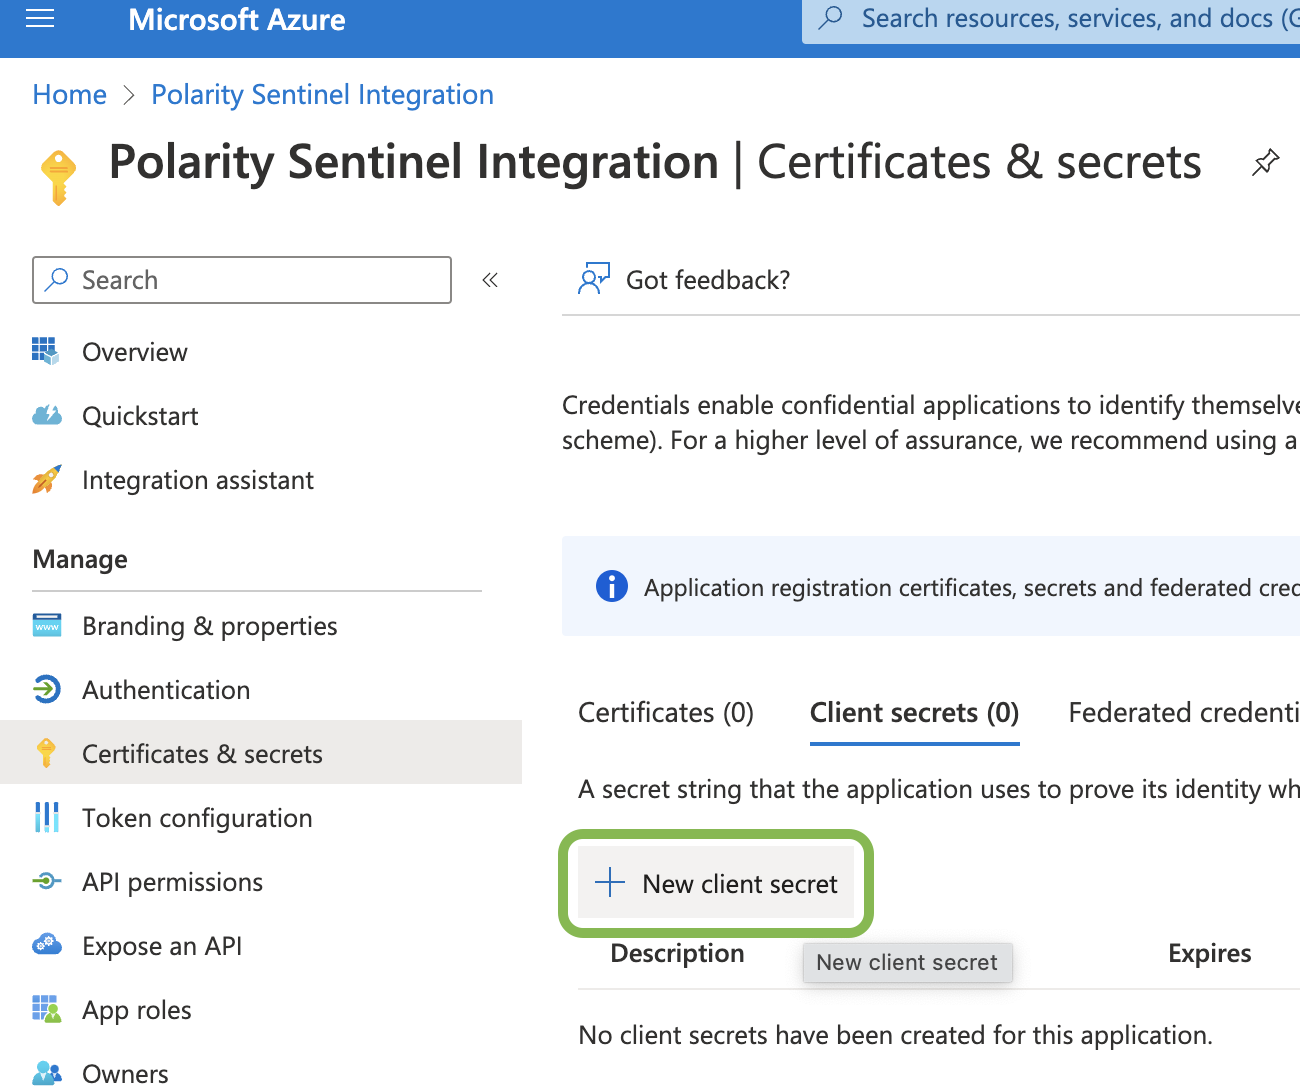 Microsoft Azure
Search resources, services, and docs (G
Home > Polarity Sentinel Integration
Polarity Sentinel Integration | Certificates & secrets
Search
«
Got feedback?
Overview
Quickstart
Integration assistant
Manage
Branding & properties
Authentication
Certificates & secrets
Token configuration
API permissions
Expose an API
App roles
Owners
Credentials enable confidential applications to identify themselve
scheme). For a higher level of assurance, we recommend using a
Application registration certificates, secrets and federated cred
Certificates (0)
Client secrets (0)
Federated credenti
A secret string that the application uses to prove its identity wh
New client secret
Description
New client secret
Expires
No client secrets have been created for this application.